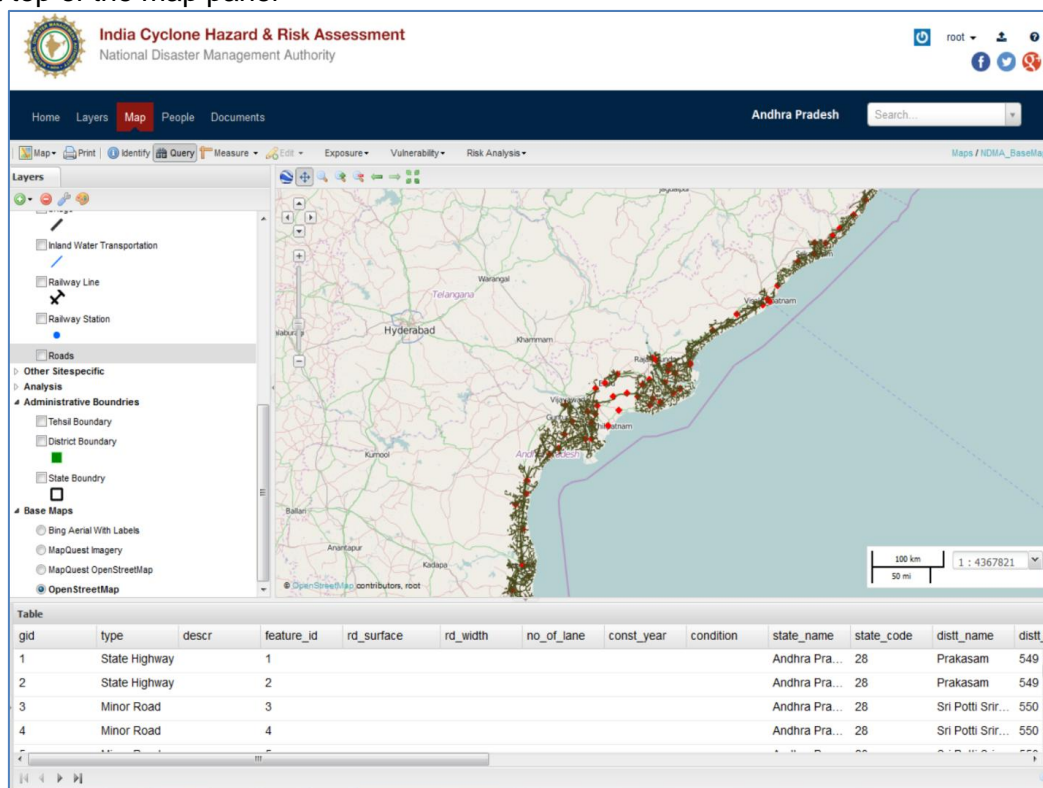 top of the map panel
India Cyclone Hazard & Risk Assessment
National Disaster Management Authority
root
Home Layers Map People Documents
Andhra Pradesh Search...
Map Print Identify Query Measure Edit Exposure Vulnerability Risk Analysis Maps / NDMA_BaseMap
Layers
Inland Water Transportation
Railway Line
Railway Station
Roads
Other Sitespecific
Analysis
Administrative Boundries
Tehsil Boundary
District Boundary
State Boundry
Base Maps
Bing Aerial With Labels
MapQuest Imagery
MapQuest OpenStreetMap
OpenStreetMap
Warangal
Telangana
Hyderabad
Khammam
Kurnool
Ballari
Anantapur
Kadapa
© OpenStreetMap contributors, root
100 km
50 mi
1 : 4367821
Table
gid type descr feature_id rd_surface rd_width no_of_lane const_year condition state_name state_code distt_name distt_
1 State Highway 1 Andhra Pra... 28 Prakasam 549
2 State Highway 2 Andhra Pra... 28 Prakasam 549
3 Minor Road 3 Andhra Pra... 28 Sri Potti Srir... 550
4 Minor Road 4 Andhra Pra... 28 Sri Potti Srir... 550